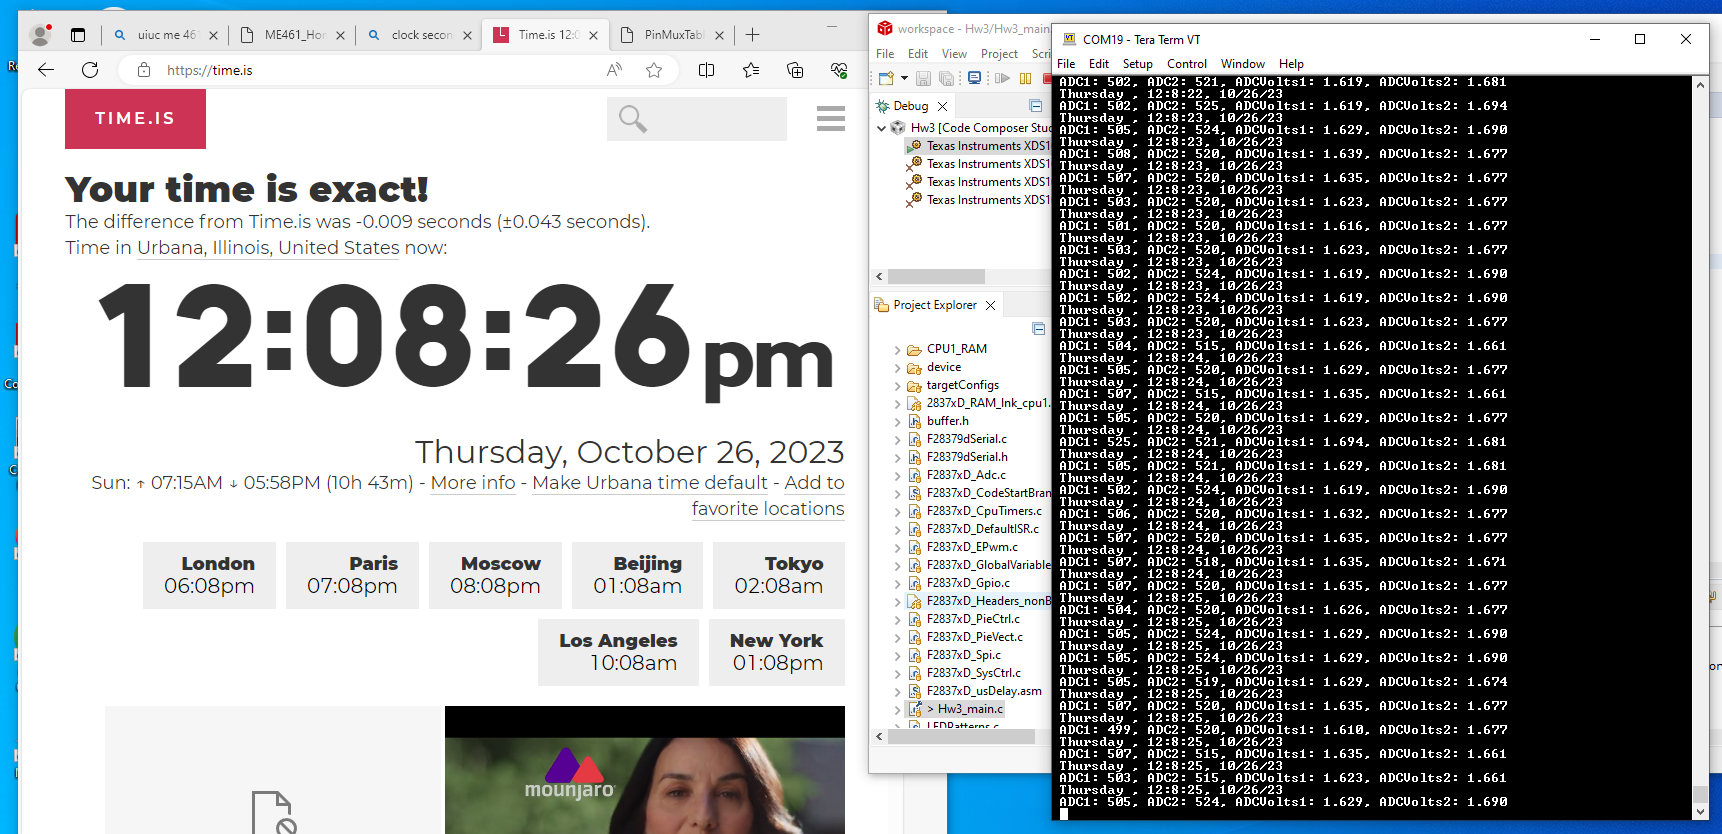 uiuc me 461
ME461_Hon
clock secon
Time.is 12:0
PinMuxTabl
https://time.is
TIME.IS
Your time is exact!
The difference from Time.is was -0.009 seconds (±0.043 seconds).
Time in Urbana, Illinois, United States now:
12:08:26pm
Thursday, October 26, 2023
Sun: ↑ 07:15AM ↓ 05:58PM (10h 43m) - More info - Make Urbana time default - Add to
favorite locations
London
06:08pm
Paris
07:08pm
Moscow
08:08pm
Beijing
01:08am
Tokyo
02:08am
Los Angeles
10:08am
New York
01:08pm
mounjaro
workspace - Hw3/Hw3_main.
File Edit View Project Scri
Debug
Hw3 [Code Composer Stud
Texas Instruments XDS1
Texas Instruments XDS1
Texas Instruments XDS1
Texas Instruments XDS1
Project Explorer
CPU1_RAM
device
targetConfigs
2837xD_RAM_lnk_cpu1.
buffer.h
F28379dSerial.c
F28379dSerial.h
F2837xD_Adc.c
F2837xD_CodeStartBran
F2837xD_CpuTimers.c
F2837xD_DefaultISR.c
F2837xD_EPwm.c
F2837xD_GlobalVariable
F2837xD_Gpio.c
F2837xD_Headers_nonB
F2837xD_PieCtrl.c
F2837xD_PieVect.c
F2837xD_Spi.c
F2837xD_SysCtrl.c
F2837xD_usDelay.asm
> Hw3_main.c
LEDPatterns.c
COM19 - Tera Term VT
File Edit Setup Control Window Help
ADC1: 502, ADC2: 521, ADCVolts1: 1.619, ADCVolts2: 1.681
Thursday , 12:8:22, 10/26/23
ADC1: 502, ADC2: 525, ADCVolts1: 1.619, ADCVolts2: 1.694
Thursday , 12:8:23, 10/26/23
ADC1: 505, ADC2: 524, ADCVolts1: 1.629, ADCVolts2: 1.690
Thursday , 12:8:23, 10/26/23
ADC1: 508, ADC2: 520, ADCVolts1: 1.639, ADCVolts2: 1.677
Thursday , 12:8:23, 10/26/23
ADC1: 507, ADC2: 520, ADCVolts1: 1.635, ADCVolts2: 1.677
Thursday , 12:8:23, 10/26/23
ADC1: 503, ADC2: 520, ADCVolts1: 1.623, ADCVolts2: 1.677
Thursday , 12:8:23, 10/26/23
ADC1: 501, ADC2: 520, ADCVolts1: 1.616, ADCVolts2: 1.677
Thursday , 12:8:23, 10/26/23
ADC1: 503, ADC2: 520, ADCVolts1: 1.623, ADCVolts2: 1.677
Thursday , 12:8:23, 10/26/23
ADC1: 502, ADC2: 524, ADCVolts1: 1.619, ADCVolts2: 1.690
Thursday , 12:8:23, 10/26/23
ADC1: 502, ADC2: 524, ADCVolts1: 1.619, ADCVolts2: 1.690
Thursday , 12:8:23, 10/26/23
ADC1: 503, ADC2: 520, ADCVolts1: 1.623, ADCVolts2: 1.677
Thursday , 12:8:23, 10/26/23
ADC1: 504, ADC2: 515, ADCVolts1: 1.626, ADCVolts2: 1.661
Thursday , 12:8:24, 10/26/23
ADC1: 505, ADC2: 520, ADCVolts1: 1.629, ADCVolts2: 1.677
Thursday , 12:8:24, 10/26/23
ADC1: 507, ADC2: 515, ADCVolts1: 1.635, ADCVolts2: 1.661
Thursday , 12:8:24, 10/26/23
ADC1: 505, ADC2: 520, ADCVolts1: 1.629, ADCVolts2: 1.677
Thursday , 12:8:24, 10/26/23
ADC1: 525, ADC2: 521, ADCVolts1: 1.694, ADCVolts2: 1.681
Thursday , 12:8:24, 10/26/23
ADC1: 505, ADC2: 521, ADCVolts1: 1.629, ADCVolts2: 1.681
Thursday , 12:8:24, 10/26/23
ADC1: 502, ADC2: 524, ADCVolts1: 1.619, ADCVolts2: 1.690
Thursday , 12:8:24, 10/26/23
ADC1: 506, ADC2: 520, ADCVolts1: 1.632, ADCVolts2: 1.677
Thursday , 12:8:24, 10/26/23
ADC1: 507, ADC2: 520, ADCVolts1: 1.635, ADCVolts2: 1.677
Thursday , 12:8:24, 10/26/23
ADC1: 507, ADC2: 518, ADCVolts1: 1.635, ADCVolts2: 1.671
Thursday , 12:8:24, 10/26/23
ADC1: 507, ADC2: 520, ADCVolts1: 1.635, ADCVolts2: 1.677
Thursday , 12:8:25, 10/26/23
ADC1: 504, ADC2: 520, ADCVolts1: 1.626, ADCVolts2: 1.677
Thursday , 12:8:25, 10/26/23
ADC1: 505, ADC2: 524, ADCVolts1: 1.629, ADCVolts2: 1.690
Thursday , 12:8:25, 10/26/23
ADC1: 505, ADC2: 524, ADCVolts1: 1.629, ADCVolts2: 1.690
Thursday , 12:8:25, 10/26/23
ADC1: 505, ADC2: 519, ADCVolts1: 1.629, ADCVolts2: 1.674
Thursday , 12:8:25, 10/26/23
ADC1: 507, ADC2: 520, ADCVolts1: 1.635, ADCVolts2: 1.677
Thursday , 12:8:25, 10/26/23
ADC1: 499, ADC2: 520, ADCVolts1: 1.610, ADCVolts2: 1.677
Thursday , 12:8:25, 10/26/23
ADC1: 507, ADC2: 515, ADCVolts1: 1.635, ADCVolts2: 1.661
Thursday , 12:8:25, 10/26/23
ADC1: 503, ADC2: 515, ADCVolts1: 1.623, ADCVolts2: 1.661
Thursday , 12:8:25, 10/26/23
ADC1: 505, ADC2: 524, ADCVolts1: 1.629, ADCVolts2: 1.690